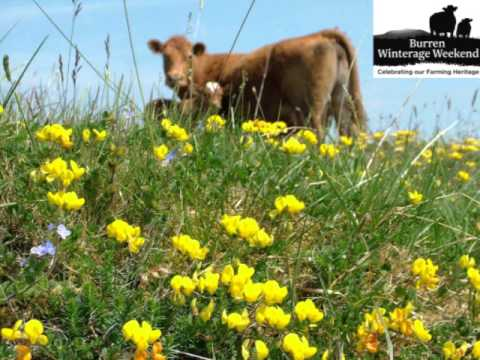 Burren
Winterage Weekend
Celebrating our Farming Heritage